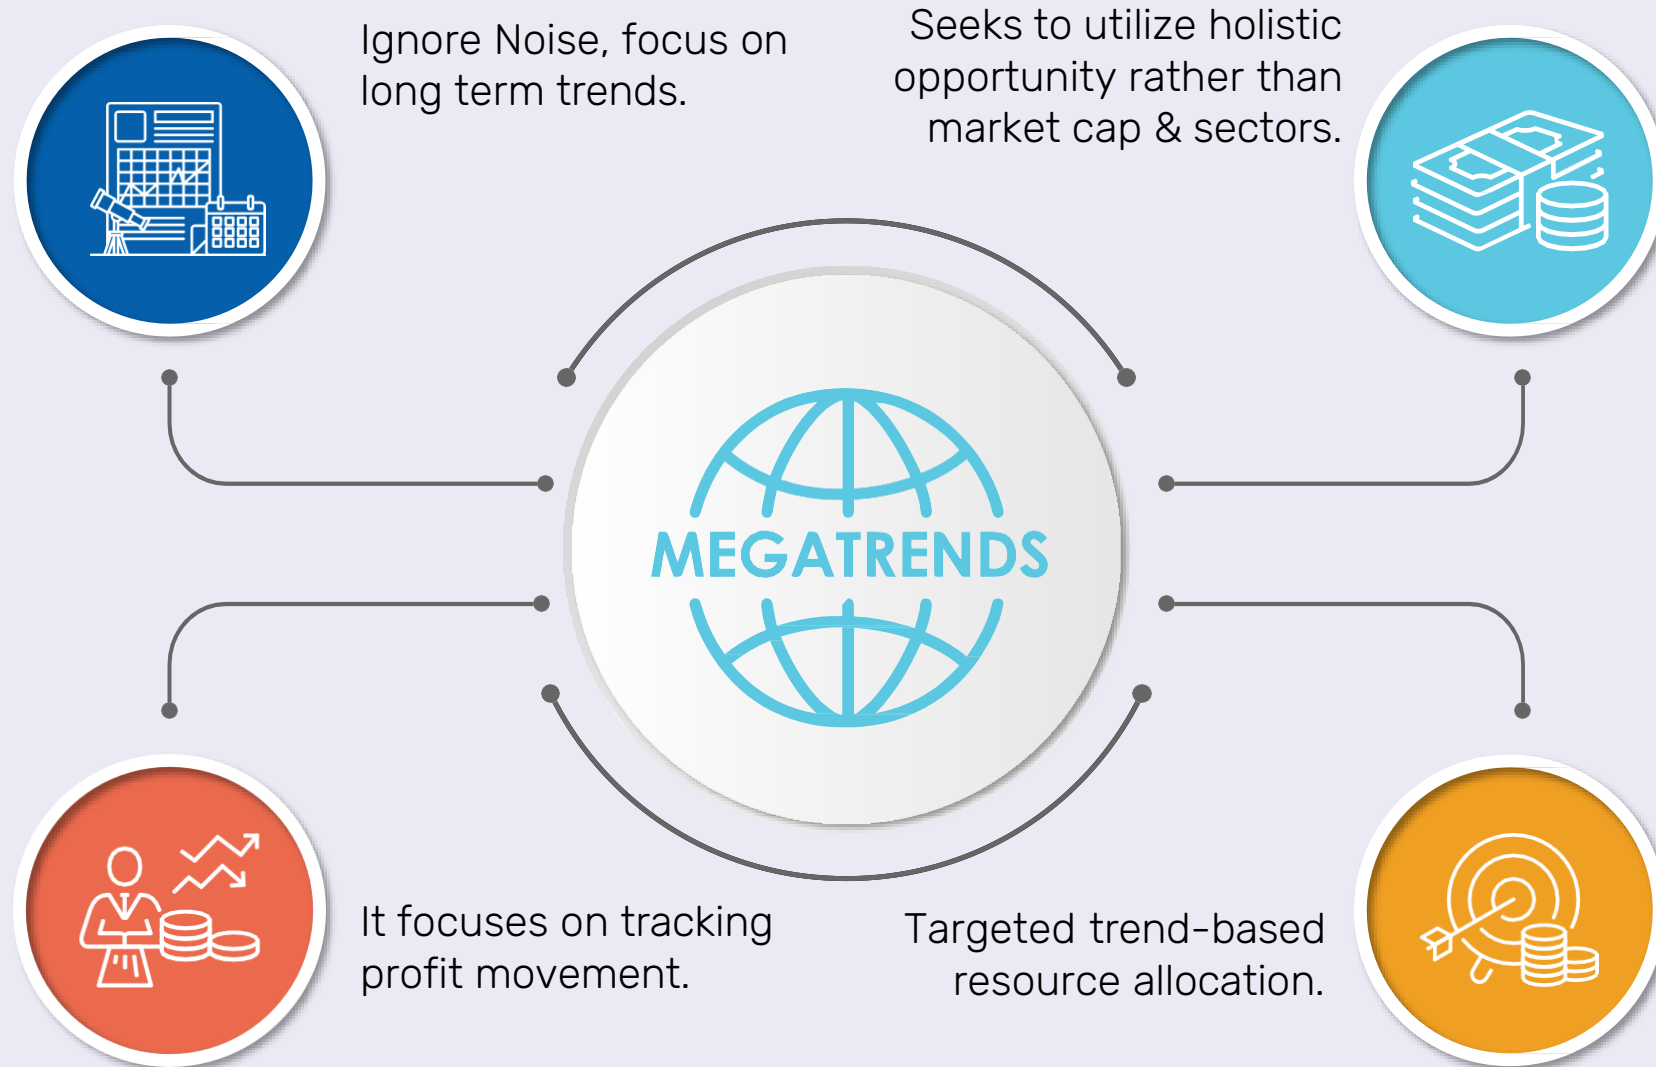 Ignore Noise, focus on
long term trends.
Seeks to utilize holistic
opportunity rather than
market cap & sectors.
MEGATRENDS
It focuses on tracking
profit movement.
Targeted trend-based
resource allocation.